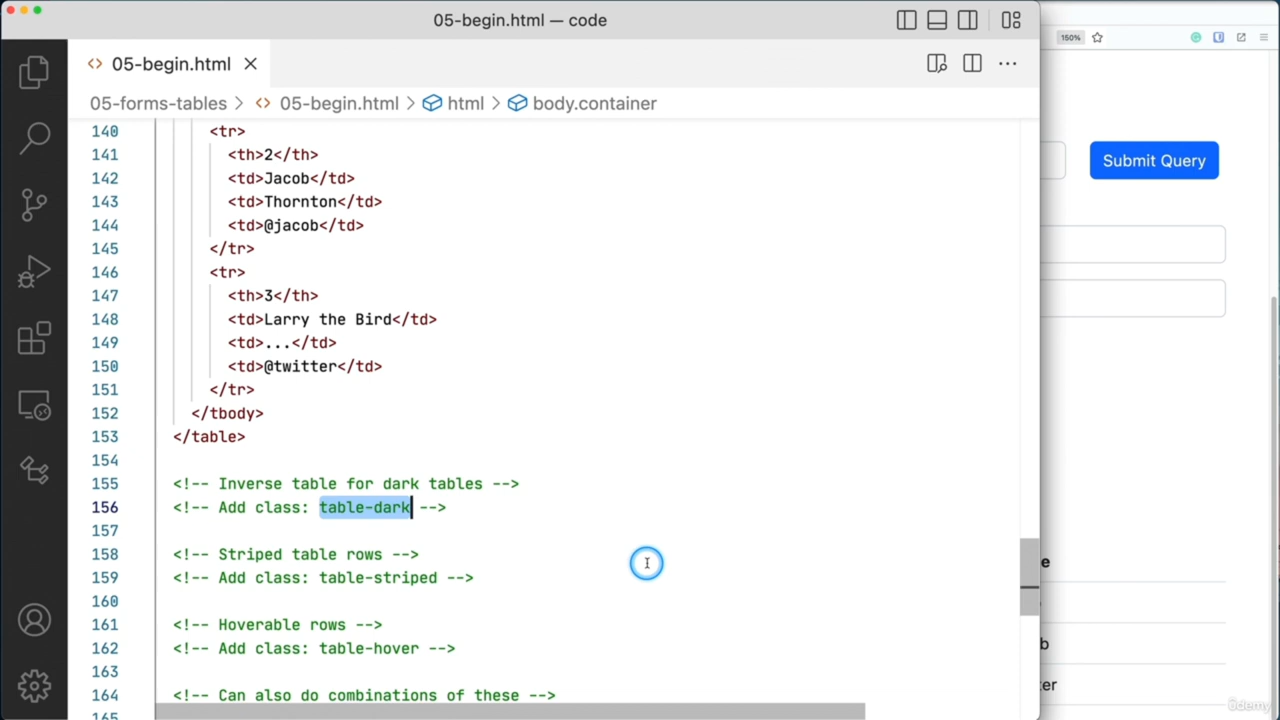 05-begin.html — code
150%
05-begin.html
05-forms-tables > 05-begin.html > html > body.container
140 <tr>
141 <th>2</th>
142 <td>Jacob</td>
143 <td>Thornton</td>
144 <td>@jacob</td>
145 </tr>
146 <tr>
147 <th>3</th>
148 <td>Larry the Bird</td>
149 <td>...</td>
150 <td>@twitter</td>
151 </tr>
152 </tbody>
153 </table>
154
155 <!-- Inverse table for dark tables -->
156 <!-- Add class: table-dark -->
157
158 <!-- Striped table rows -->
159 <!-- Add class: table-striped -->
160
161 <!-- Hoverable rows -->
162 <!-- Add class: table-hover -->
163
164 <!-- Can also do combinations of these -->
165
Submit Query
e
b
ter
ûdemy